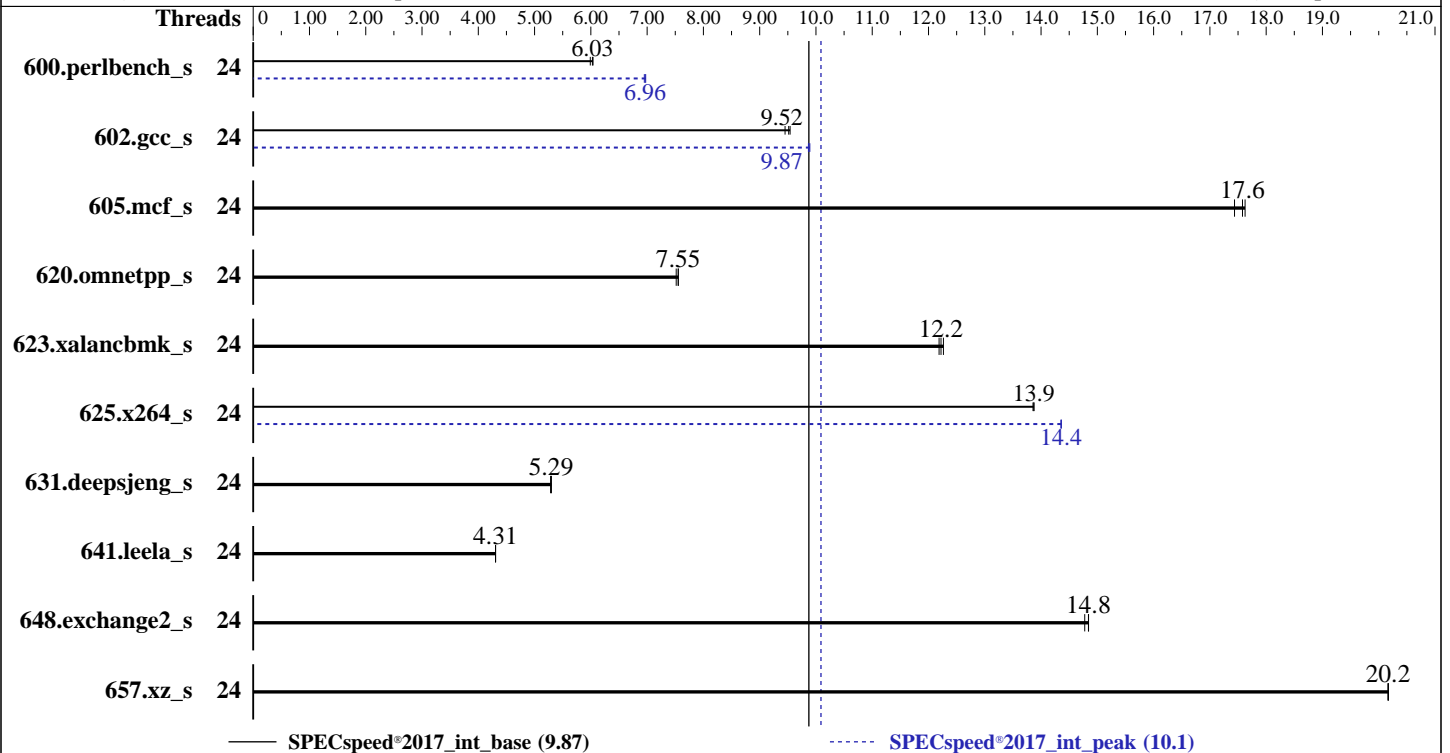 Threads 0 1.00 2.00 3.00 4.00 5.00 6.00 7.00 8.00 9.00 10.0 11.0 12.0 13.0 14.0 15.0 16.0 17.0 18.0 19.0 21.0
6.03
600.perlbench_s 24
6.96
9.52
602.gcc_s 24
9.87
17.6
605.mcf_s 24
7.55
620.omnetpp_s 24
12.2
623.xalancbmk_s 24
13.9
625.x264_s 24
14.4
5.29
631.deepsjeng_s 24
4.31
641.leela_s 24
14.8
648.exchange2_s 24
20.2
657.xz_s 24
SPECspeed®2017_int_base (9.87) SPECspeed®2017_int_peak (10.1)